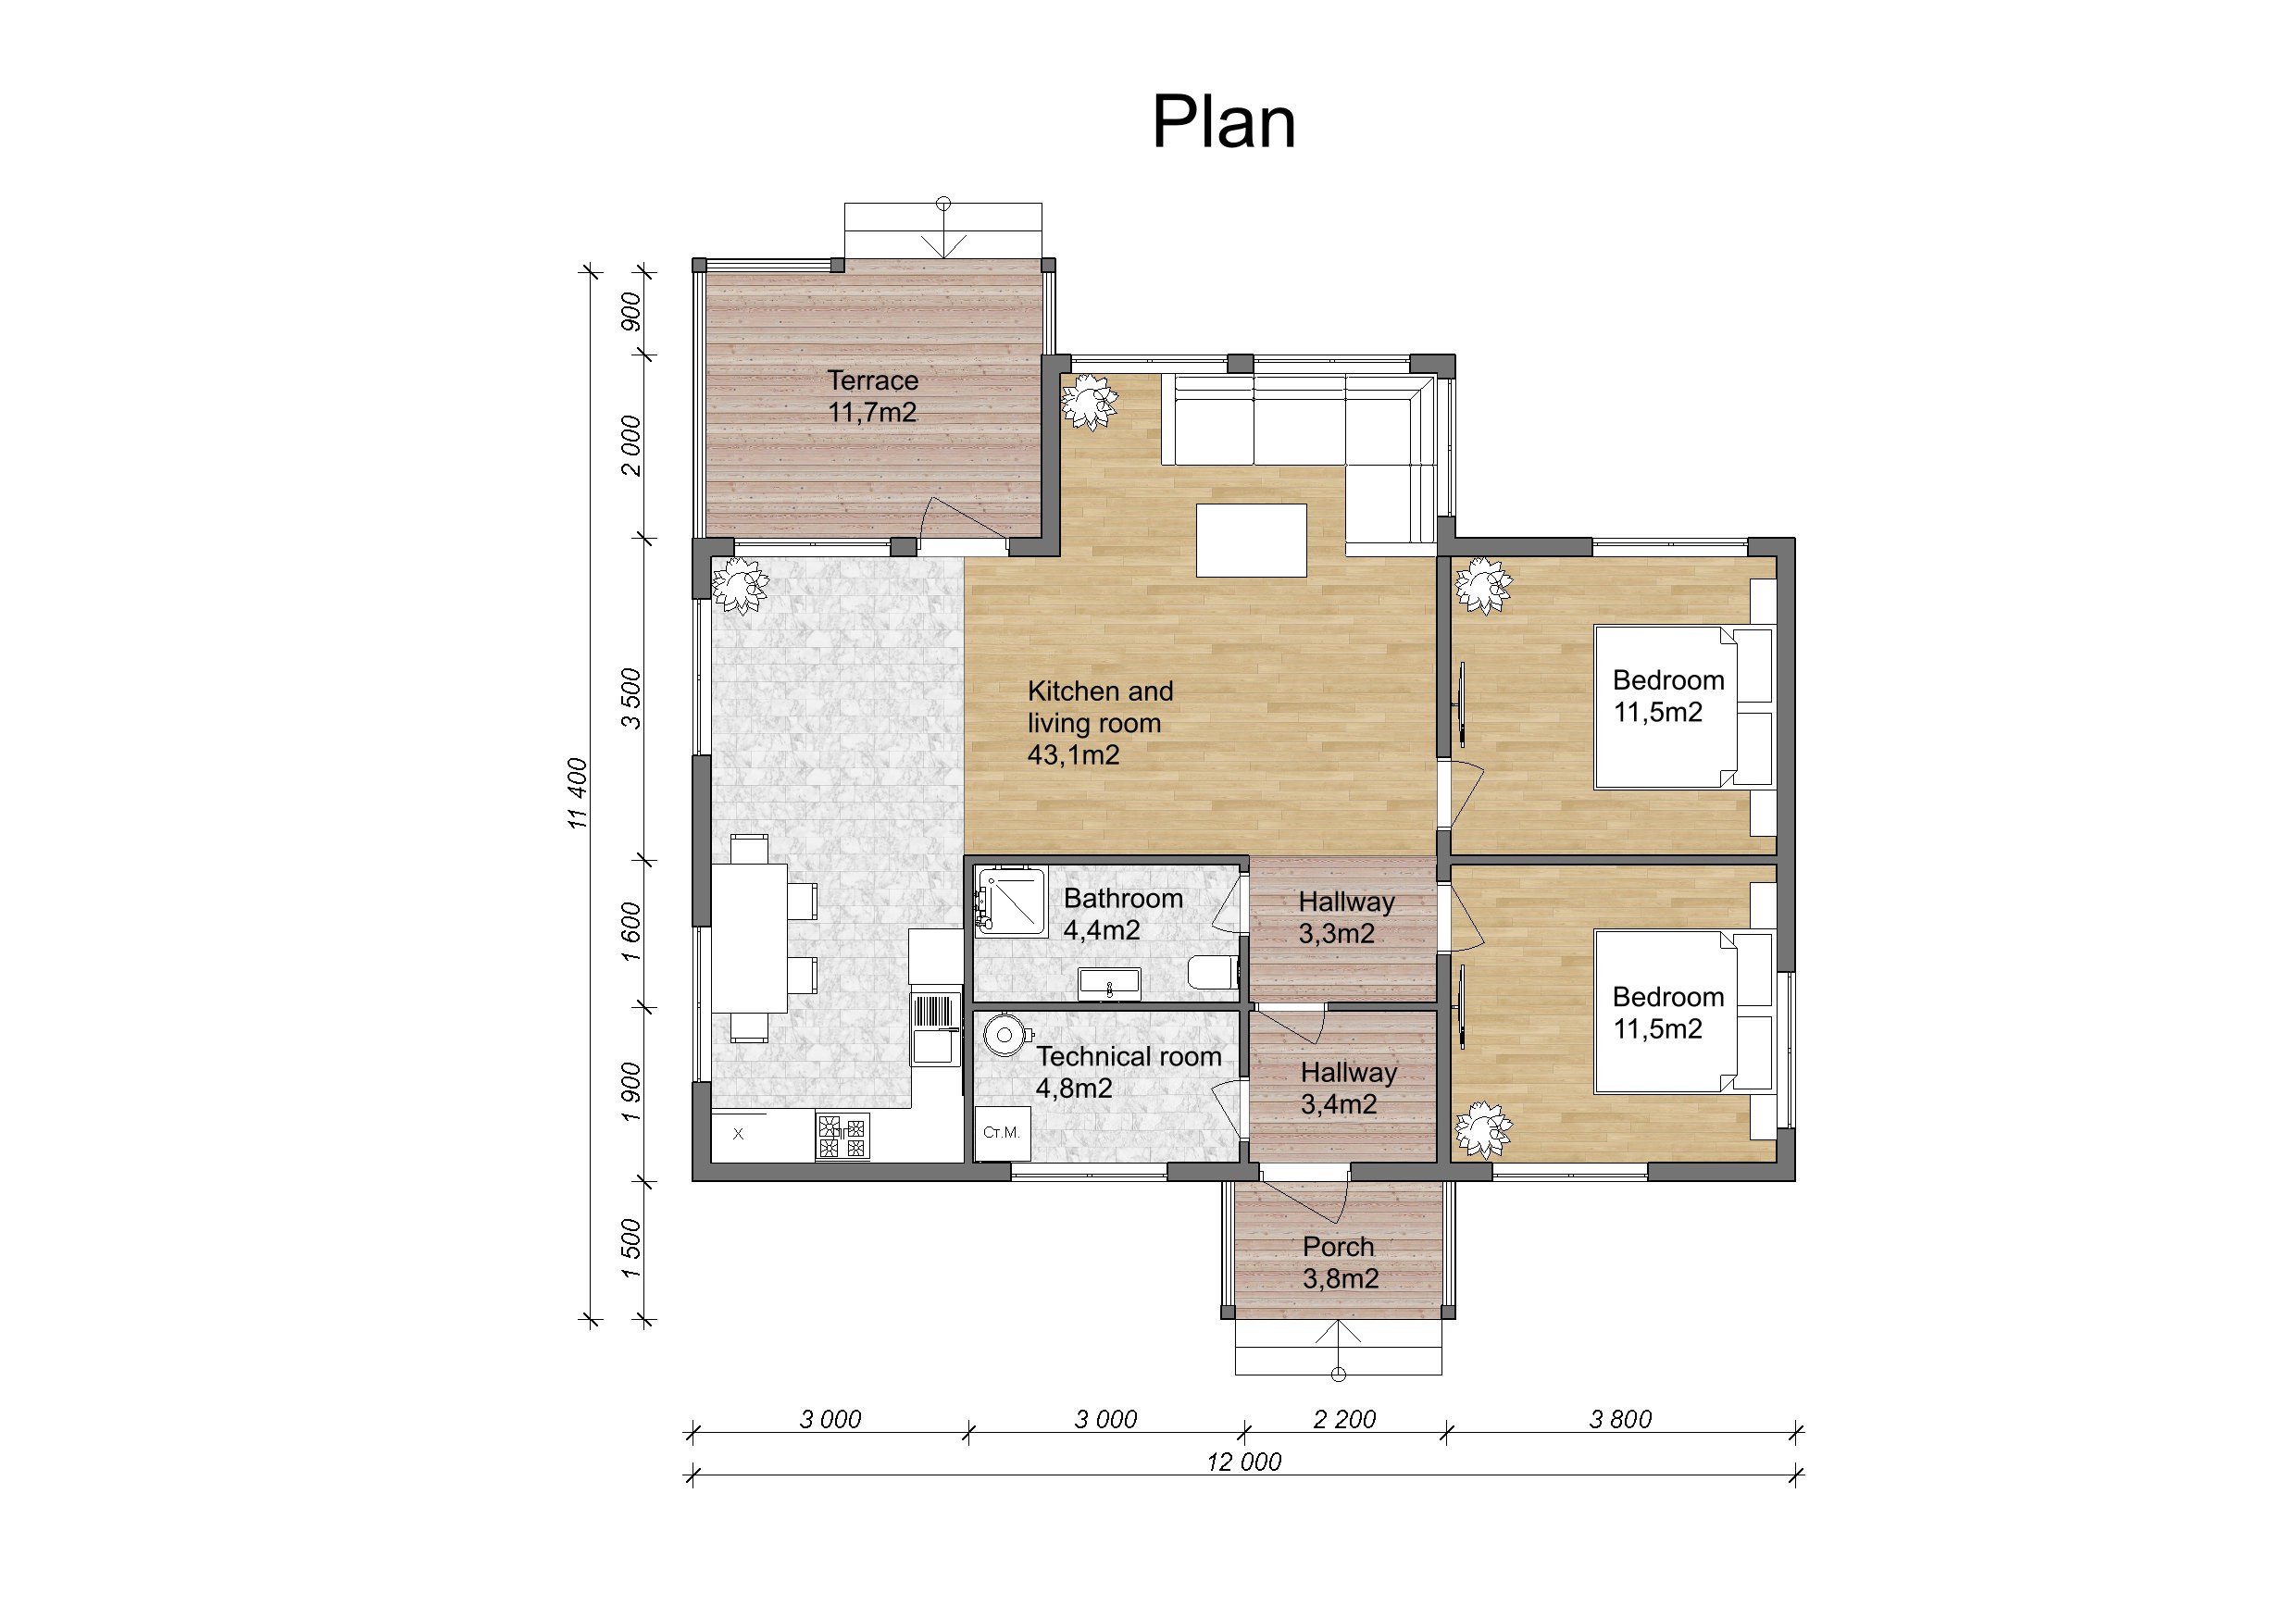 Plan
900
2 000
3 500
1 600
1 900
1 500
11 400
Terrace
11,7m2
Kitchen and
living room
43,1m2
Bedroom
11,5m2
Bathroom
4,4m2
Hallway
3,3m2
Bedroom
11,5m2
Technical room
4,8m2
Hallway
3,4m2
X
ПГ
Ст.М.
Porch
3,8m2
3 000
3 000
2 200
3 800
12 000